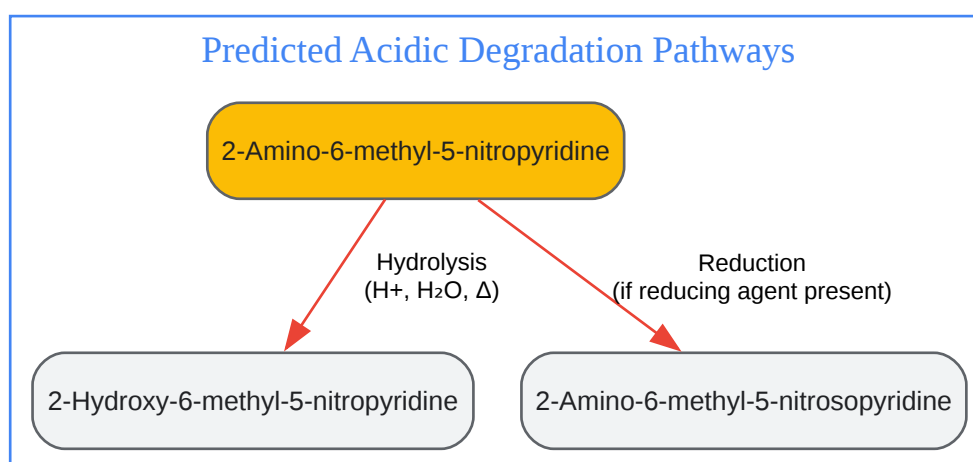 Predicted Acidic Degradation Pathways
2-Amino-6-methyl-5-nitropyridine
Hydrolysis
(H+, H₂O, Δ)
Reduction
(if reducing agent present)
2-Hydroxy-6-methyl-5-nitropyridine
2-Amino-6-methyl-5-nitrosopyridine